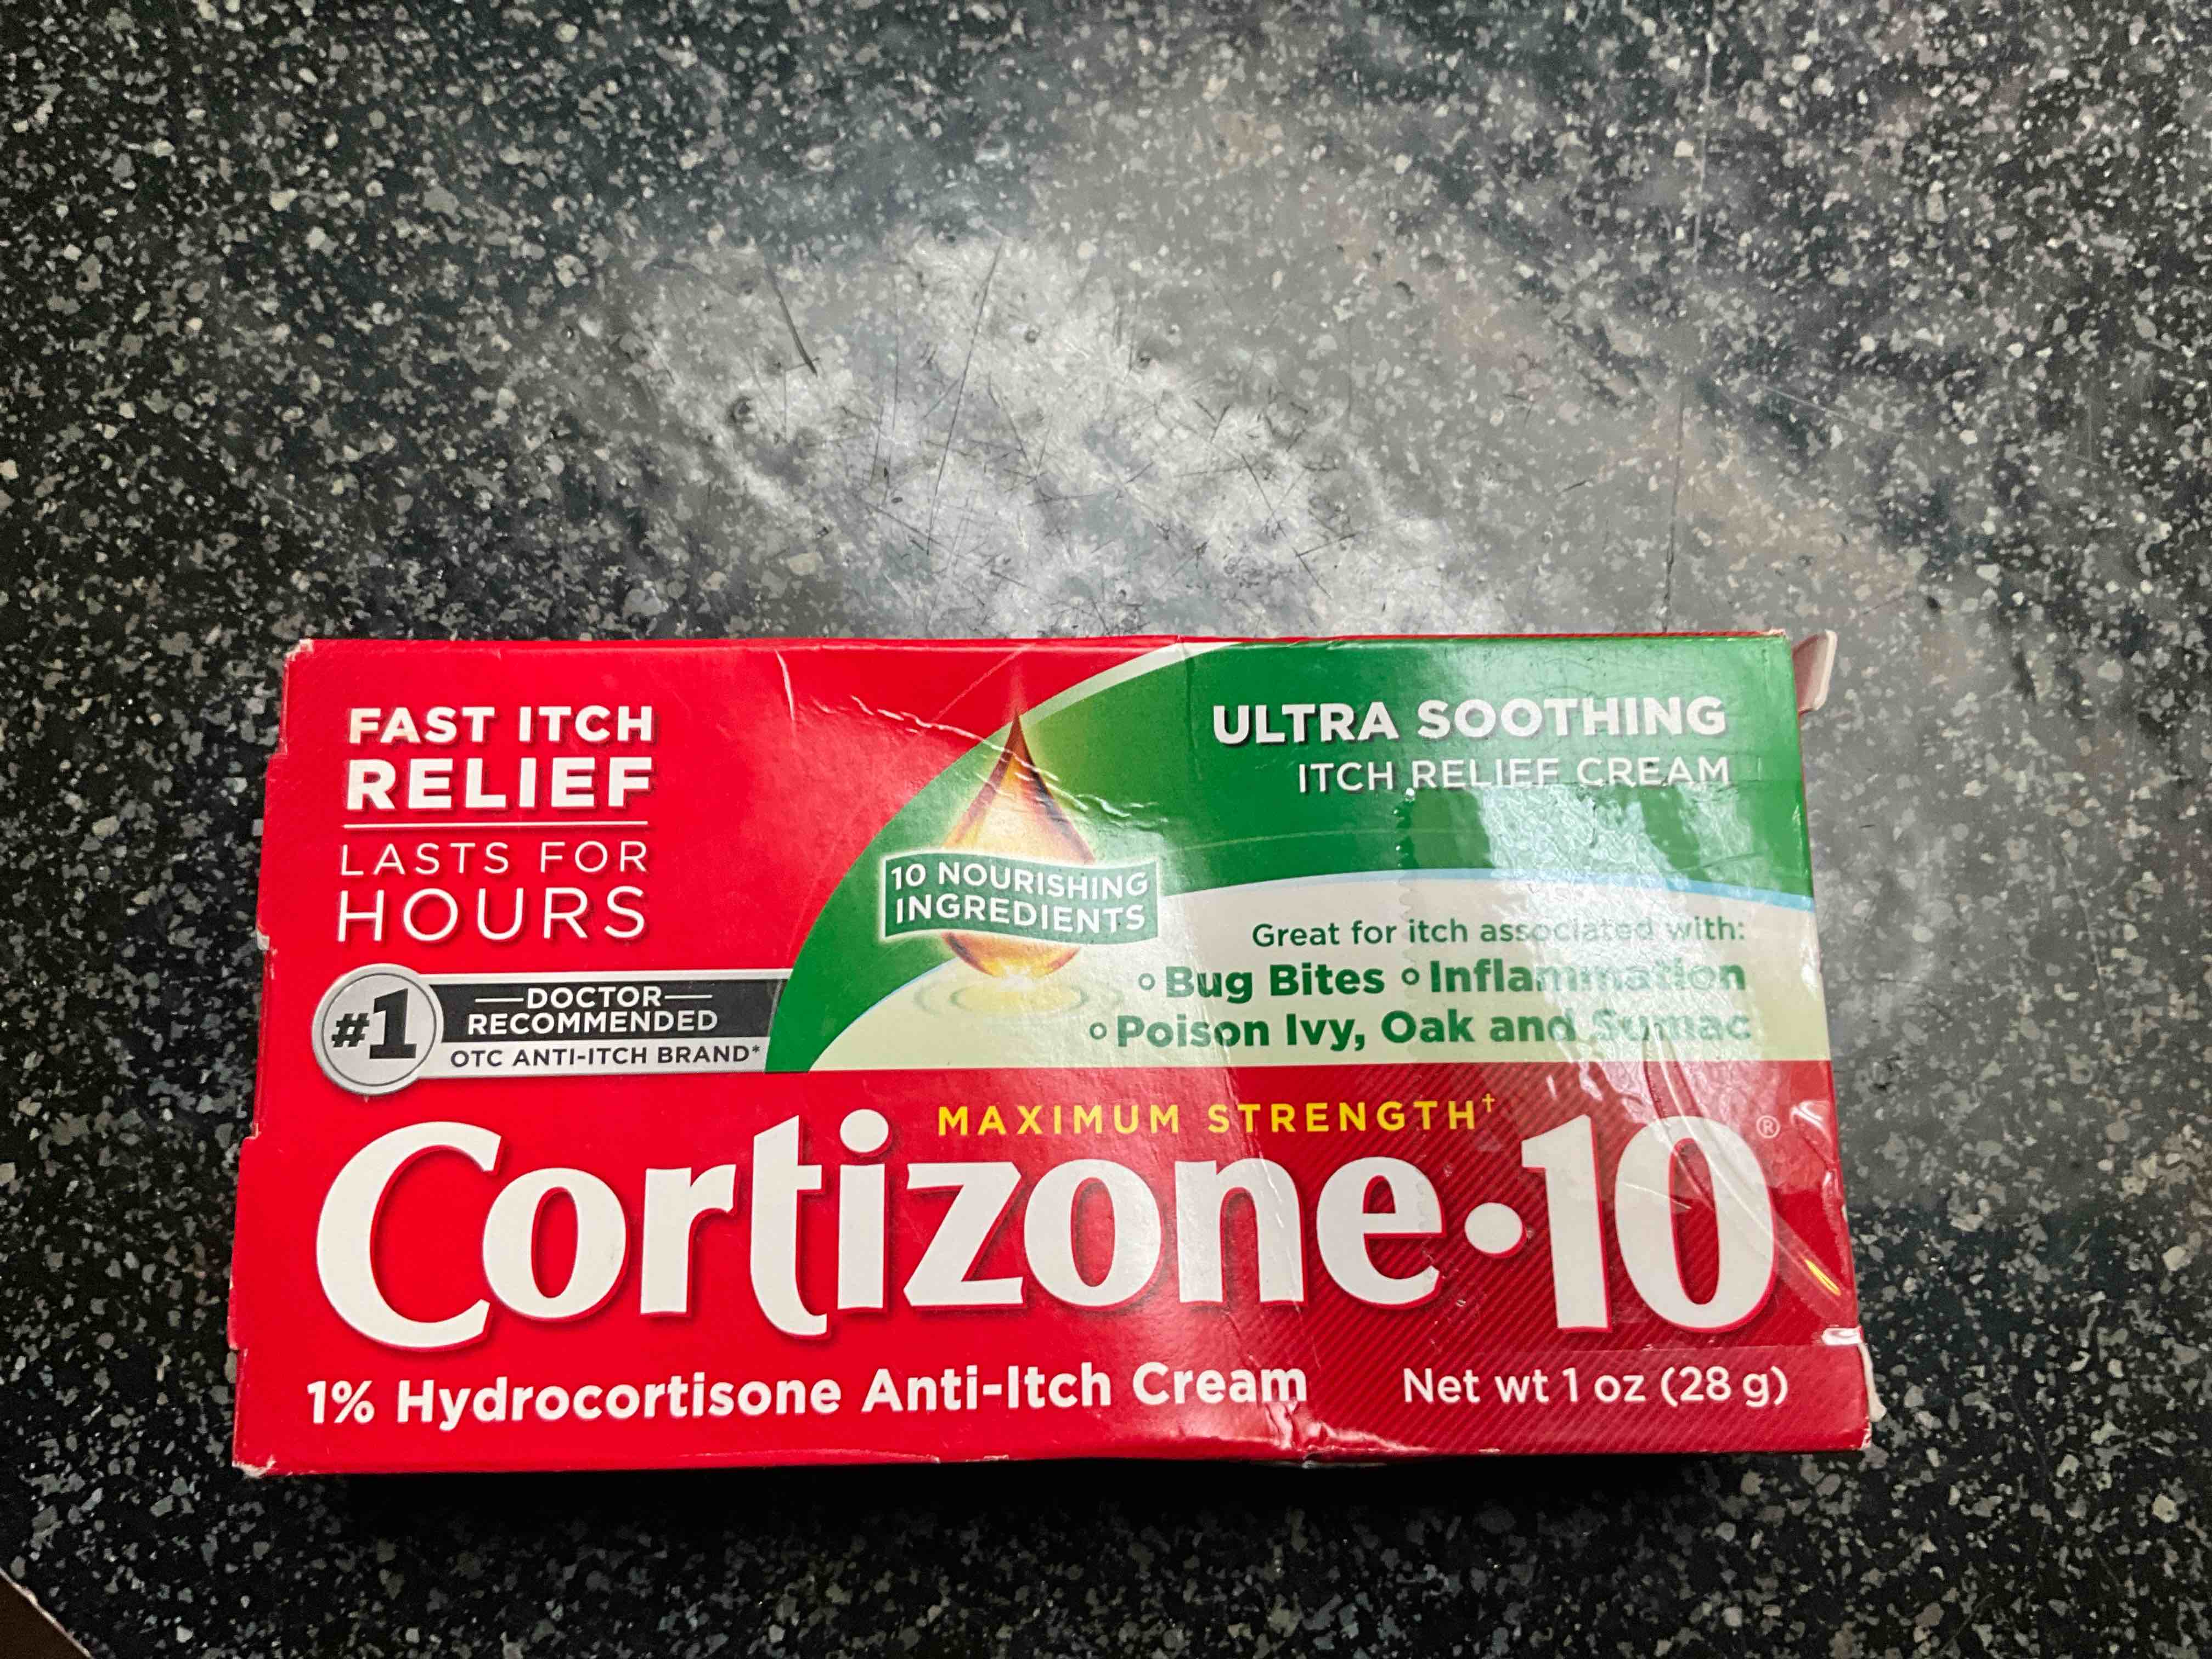 FAST ITCH
RELIEF
LASTS FOR
HOURS
#1
DOCTOR
RECOMMENDED
OTC ANTI-ITCH BRAND*
10 NOURISHING
INGREDIENTS
ULTRA SOOTHING
ITCH RELIEF CREAM
Great for itch associated with:
° Bug Bites ° Inflammation
° Poison Ivy, Oak and Sumac
MAXIMUM STRENGTH†
Cortizone•10®
1% Hydrocortisone Anti-Itch Cream
Net wt 1 oz (28 g)